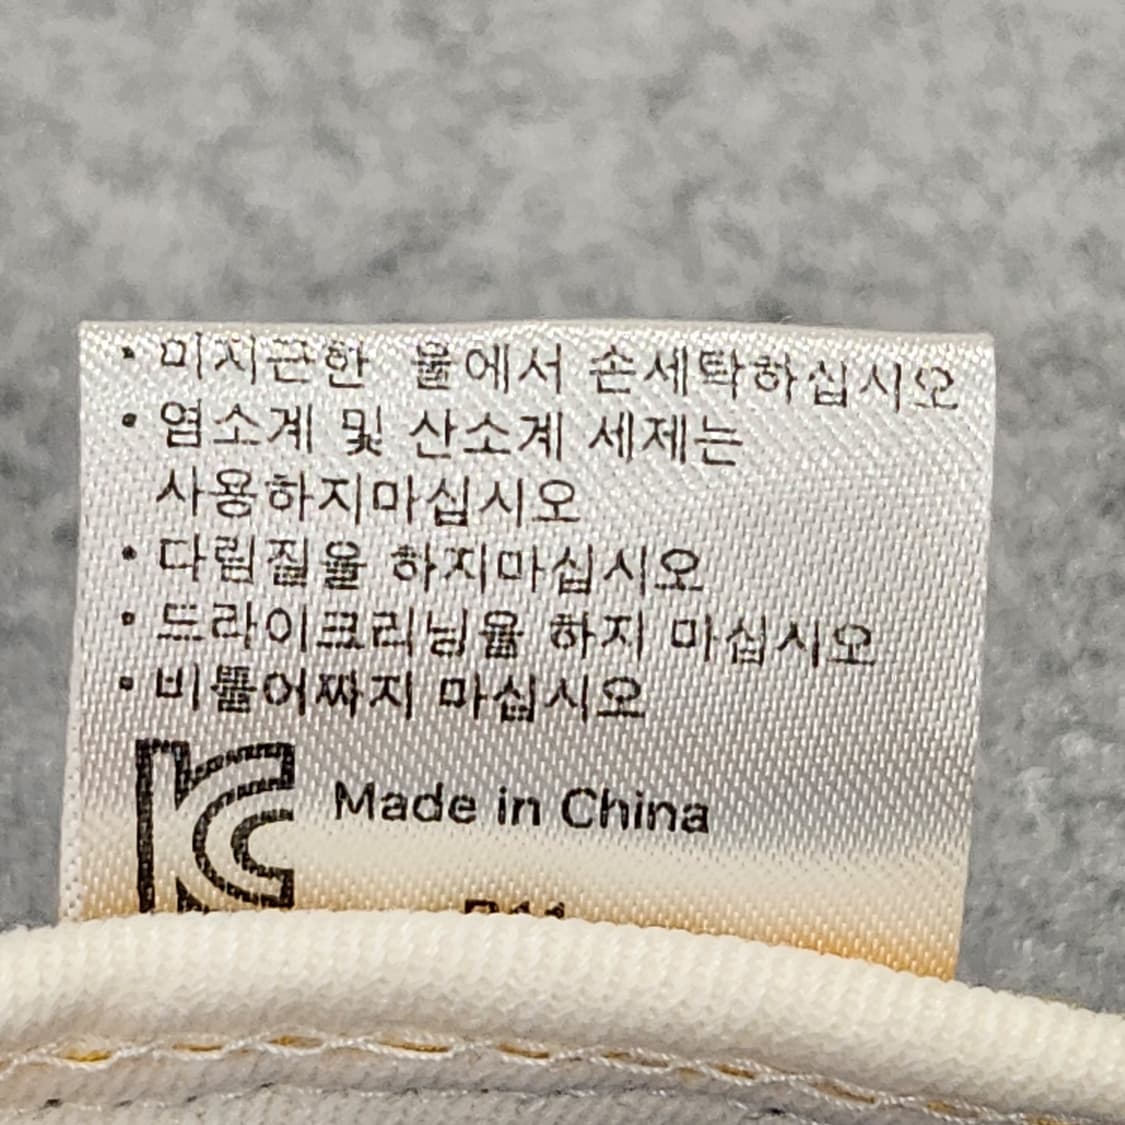 · 미지근한 물에서 손세탁하십시오
· 염소계 및 산소계 세제는
사용하지마십시오
· 다림질을 하지마십시오
· 드라이크리닝을 하지 마십시오
· 비틀어짜지 마십시오
KC Made in China